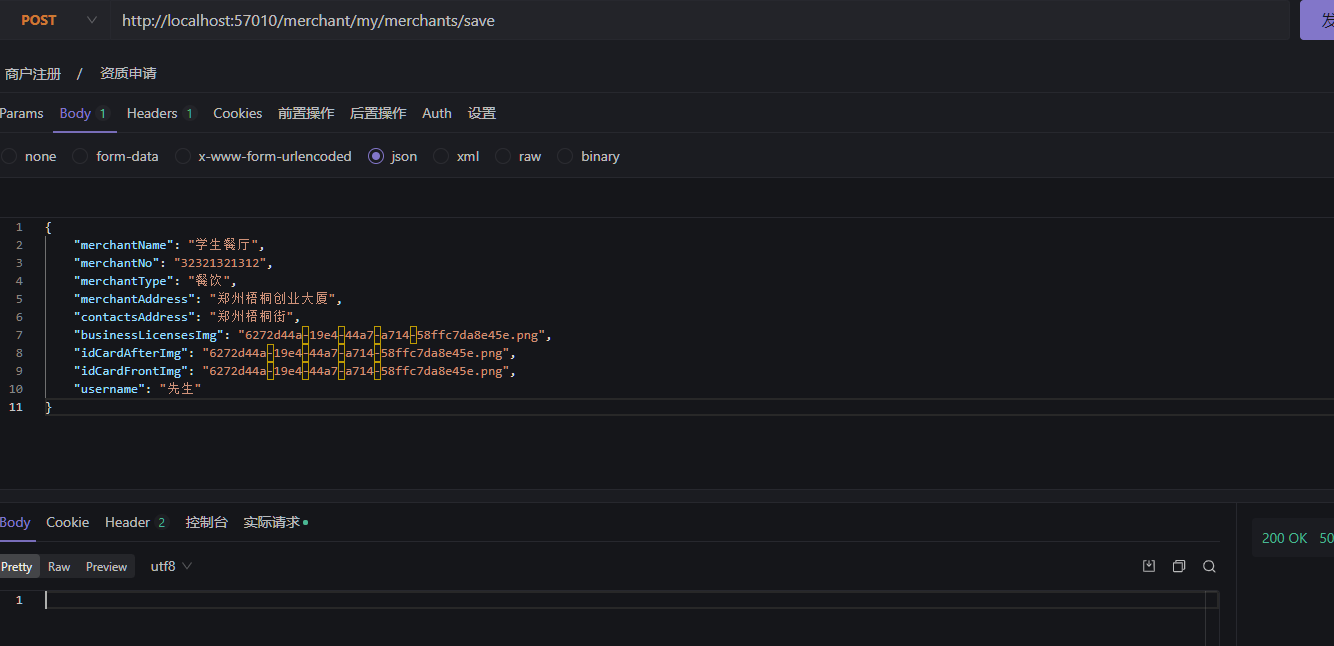 POST http://localhost:57010/merchant/my/merchants/save 发
商户注册 / 资质申请
Params Body 1 Headers 1 Cookies 前置操作 后置操作 Auth 设置
none form-data x-www-form-urlencoded json xml raw binary
1 {
2 "merchantName": "学生餐厅",
3 "merchantNo": "32321321312",
4 "merchantType": "餐饮",
5 "merchantAddress": "郑州梧桐创业大厦",
6 "contactsAddress": "郑州梧桐街",
7 "businessLicensesImg": "6272d44a-19e4-44a7-a714-58ffc7da8e45e.png",
8 "idCardAfterImg": "6272d44a-19e4-44a7-a714-58ffc7da8e45e.png",
9 "idCardFrontImg": "6272d44a-19e4-44a7-a714-58ffc7da8e45e.png",
10 "username": "先生"
11 }
Body Cookie Header 2 控制台 实际请求
200 OK 50
Pretty Raw Preview utf8
1